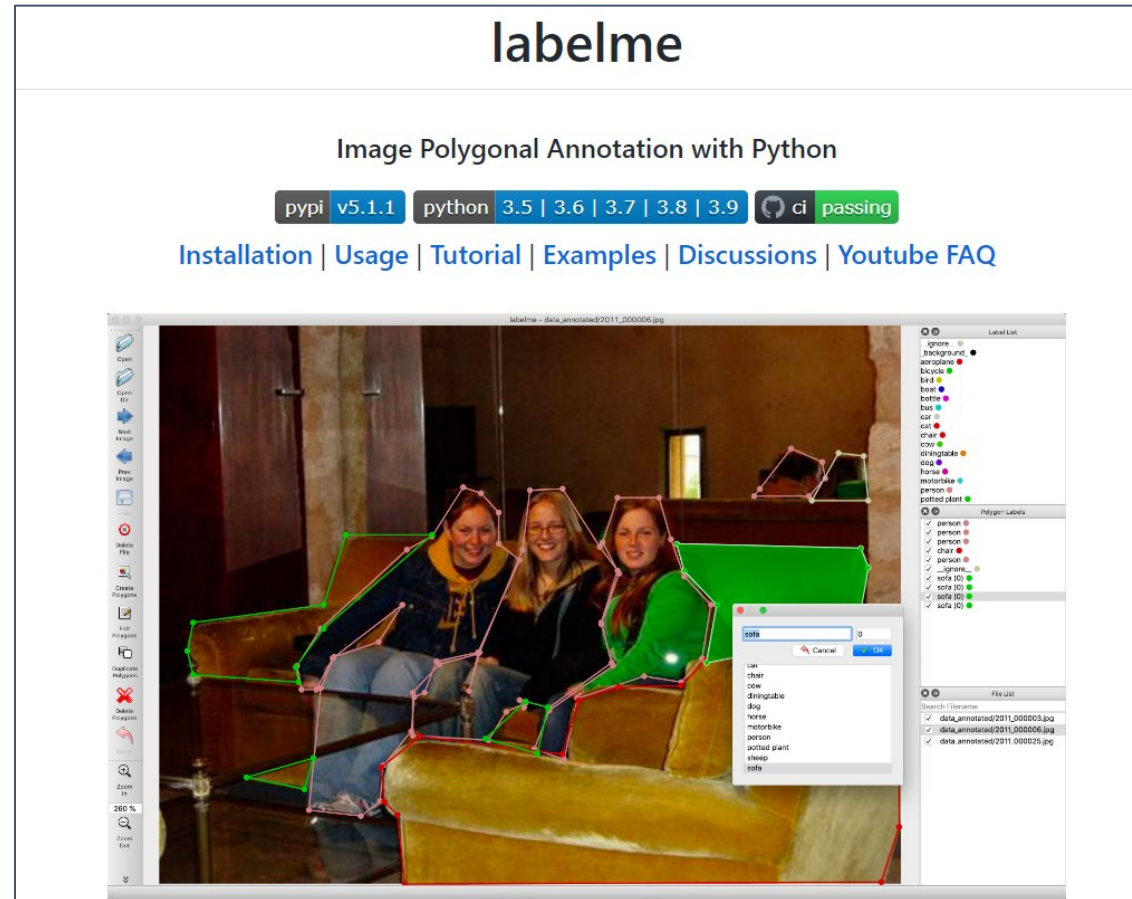 labelme
Image Polygonal Annotation with Python
pypi v5.1.1 python 3.5 | 3.6 | 3.7 | 3.8 | 3.9 ci passing
Installation | Usage | Tutorial | Examples | Discussions | Youtube FAQ
labelme - data_annotated/2011_000006.jpg
Open
Open
Dir
Next
Image
Prev
Image
Delete
File
Create
Polygons
Edit
Polygons
Duplicate
Polygons
Delete
Polygons
Zoom
In
260 %
Zoom
Out
sofa
0
Cancel
OK
cat
chair
cow
diningtable
dog
horse
motorbike
person
potted plant
sheep
sofa
Label List
__ignore__
_background_
aeroplane
bicycle
bird
boat
bottle
bus
car
cat
chair
cow
diningtable
dog
horse
motorbike
person
potted plant
Polygon Labels
person
person
person
chair
person
__ignore__
sofa (0)
sofa (0)
sofa (0)
sofa (0)
File List
Search Filename
data_annotated/2011_000003.jpg
data_annotated/2011_000006.jpg
data_annotated/2011_000025.jpg